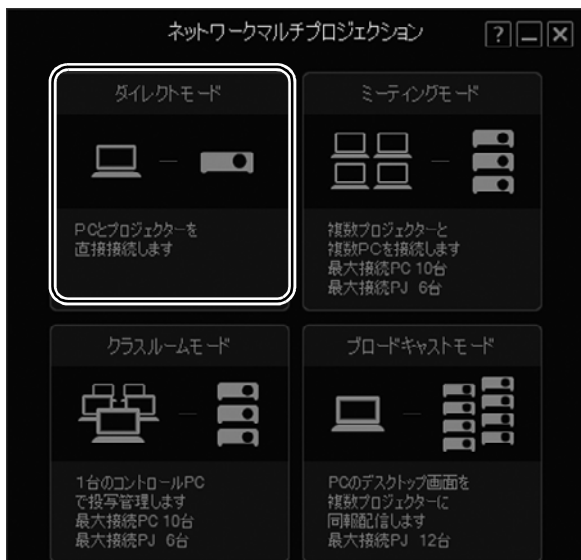 ネットワークマルチプロジェクション
ダイレクトモード
PCとプロジェクターを
直接接続します
ミーティングモード
複数プロジェクターと
複数PCを接続します
最大接続PC 10台
最大接続PJ 6台
クラスルームモード
1台のコントロールPC
で投写管理します
最大接続PC 10台
最大接続PJ 6台
ブロードキャストモード
PCのデスクトップ画面を
複数プロジェクターに
同報配信します
最大接続PJ 12台